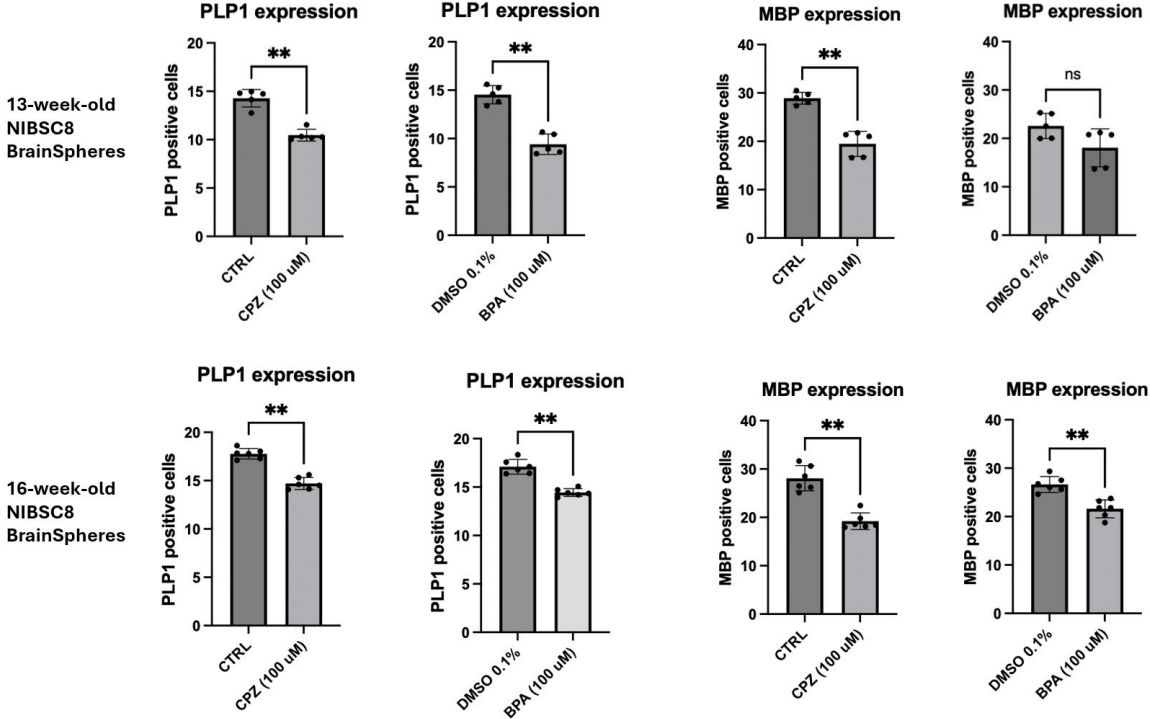 PLP1 expression
PLP1 positive cells
20
15
10
5
0
**
CTRL
CPZ (100 uM)
PLP1 expression
PLP1 positive cells
20
15
10
5
0
**
DMSO 0.1%
BPA (100 uM)
MBP expression
MBP positive cells
40
30
20
10
0
**
CTRL
CPZ (100 uM)
MBP expression
MBP positive cells
40
30
20
10
0
ns
DMSO 0.1%
BPA (100 uM)
13-week-old
NIBSC8
BrainSpheres
PLP1 expression
PLP1 positive cells
20
15
10
5
0
**
CTRL
CPZ (100 uM)
PLP1 expression
PLP1 positive cells
20
15
10
5
0
**
DMSO 0.1%
BPA (100 uM)
MBP expression
MBP positive cells
40
30
20
10
0
**
CTRL
CPZ (100 uM)
MBP expression
MBP positive cells
40
30
20
10
0
**
DMSO 0.1%
BPA (100 uM)
16-week-old
NIBSC8
BrainSpheres